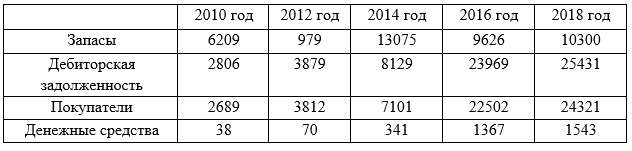 2010 год 2012 год 2014 год 2016 год 2018 год
Запасы 6209 979 13075 9626 10300
Дебиторская
задолженность 2806 3879 8129 23969 25431
Покупатели 2689 3812 7101 22502 24321
Денежные средства 38 70 341 1367 1543